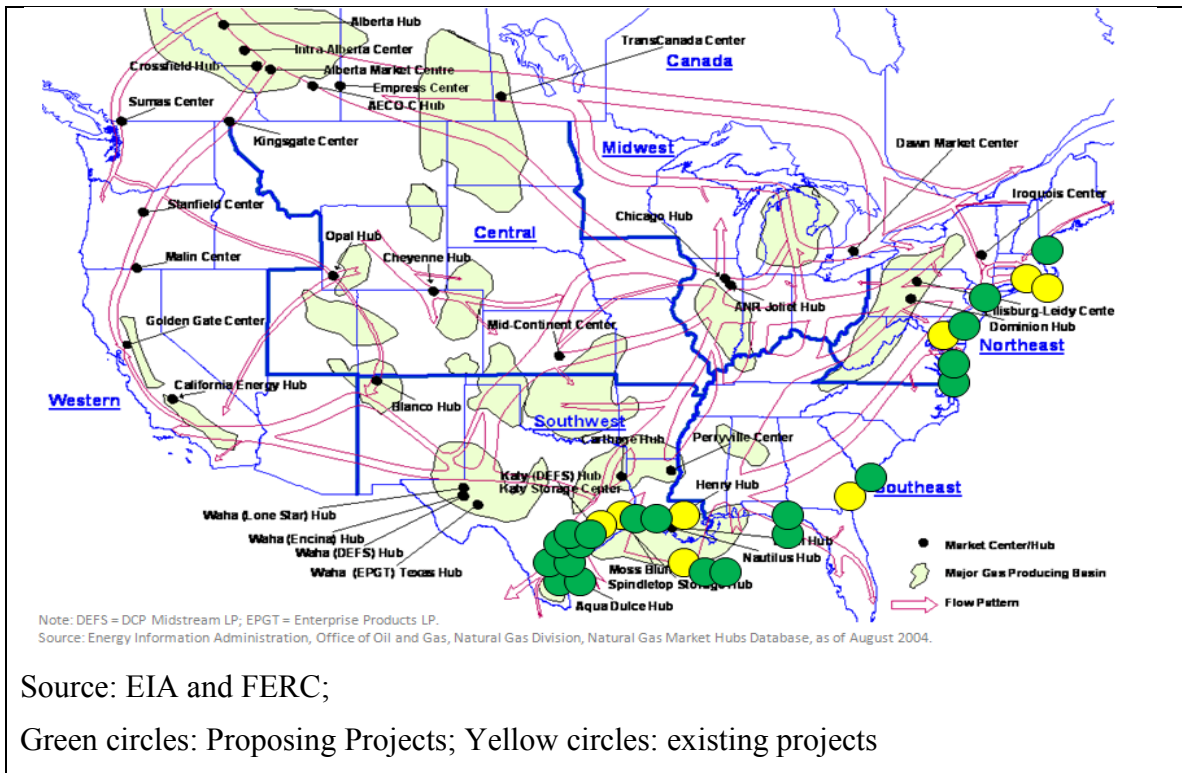 Alberta Hub
TransCanada Center
Intra Alberta Center
Canada
Crossfield Hub
Alberta Market Centre
Empress Center
AECO-C Hub
Sumas Center
Kingsgate Center
Midwest
Dawn Market Center
Iroquois Center
Stanfield Center
Chicago Hub
Central
Opal Hub
Cheyenne Hub
Malin Center
ANR Joliet Hub
Ellisburg-Leidy Cente
Golden Gate Center
Mid-Continent Center
Dominion Hub
Northeast
California Energy Hub
Western
Blanco Hub
Southwest
Carthage Hub
Perryville Center
Katy (DEFS) Hub
Katy Storage Center
Henry Hub
Southeast
Waha (Lone Star) Hub
Waha (Encina) Hub
Hub
Nautilus Hub
Market Center/Hub
Waha (DEFS) Hub
Moss Blu
Waha (EPGT) Texas Hub
Spindletop Storage Hub
Major Gas Producing Basin
Aqua Dulce Hub
Flow Pattern
Note: DEFS = DCP Midstream LP; EPGT = Enterprise Products LP.
Source: Energy Information Administration, Office of Oil and Gas, Natural Gas Division, Natural Gas Market Hubs Database, as of August 2004.
Source: EIA and FERC;
Green circles: Proposing Projects; Yellow circles: existing projects